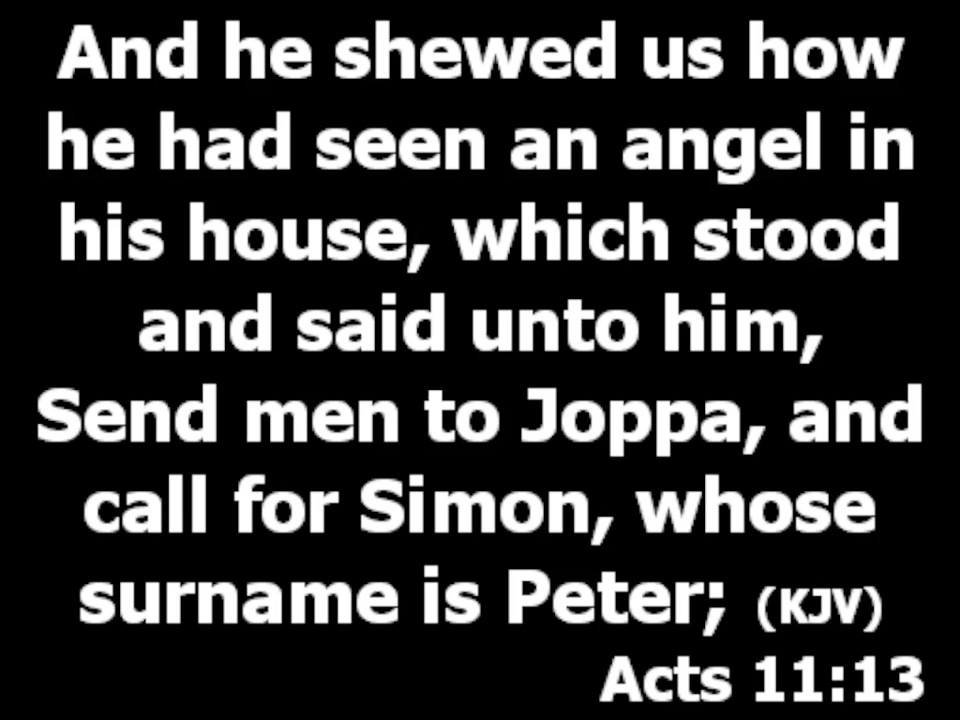 And he shewed us how
he had seen an angel in
his house, which stood
and said unto him,
Send men to Joppa, and
call for Simon, whose
surname is Peter; (KJV)
Acts 11:13